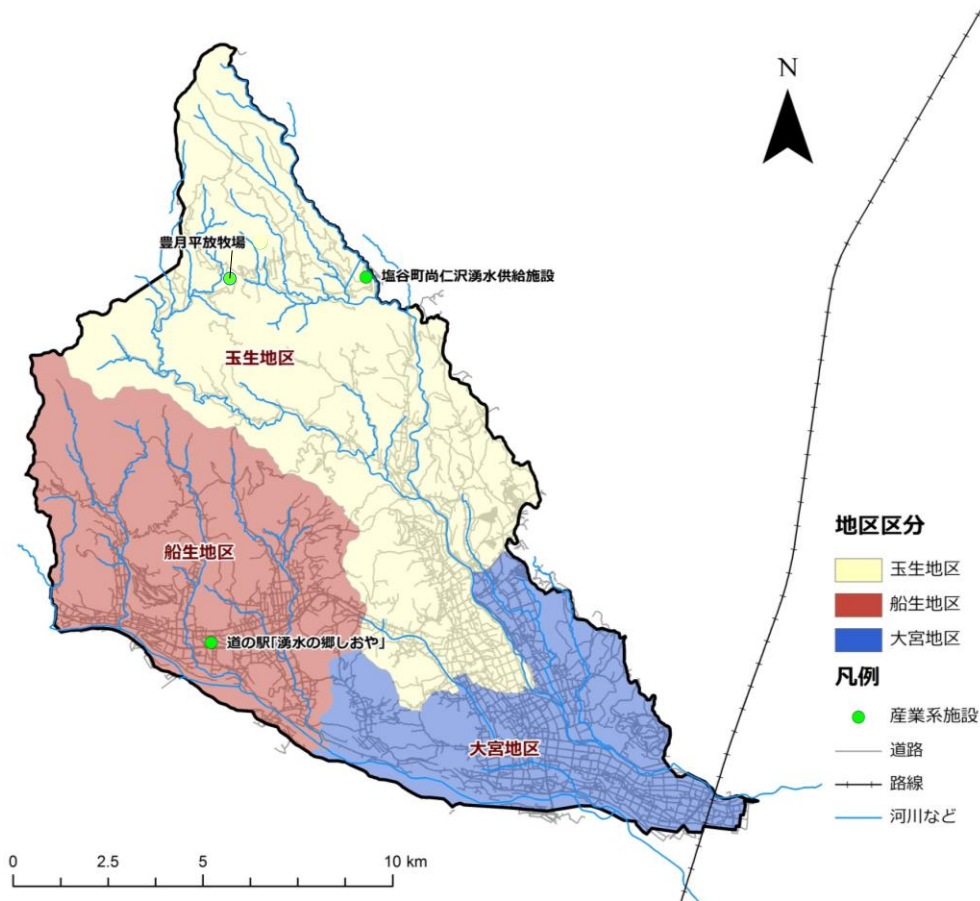 N
豊月平放牧場
塩谷町尚仁沢湧水供給施設
玉生地区
船生地区
道の駅「湧水の郷しおや」
大宮地区
地区区分
玉生地区
船生地区
大宮地区
凡例
産業系施設
道路
路線
河川など
0 2.5 5 10 km